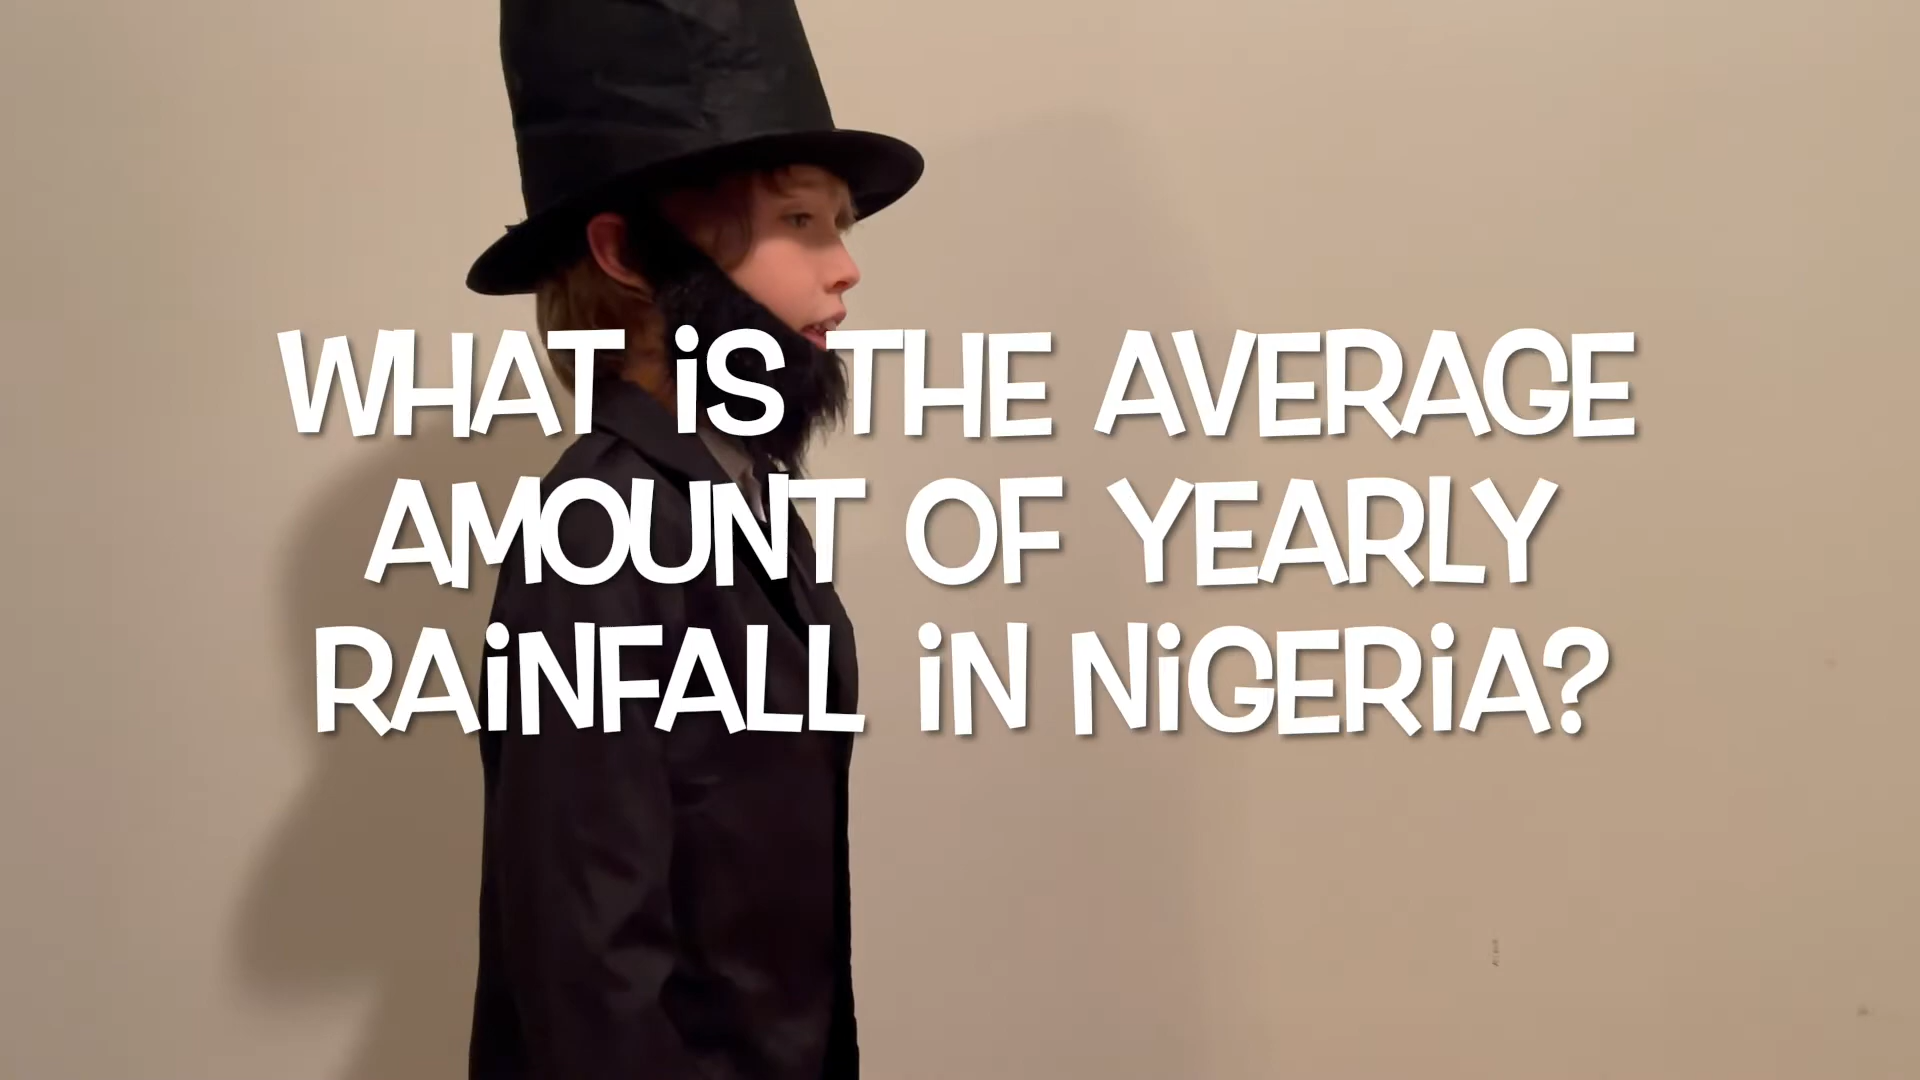 WHAT iS THE AVERAGE
AMOUNT OF YEARLY
RAiNFALL iN NiGERiA?